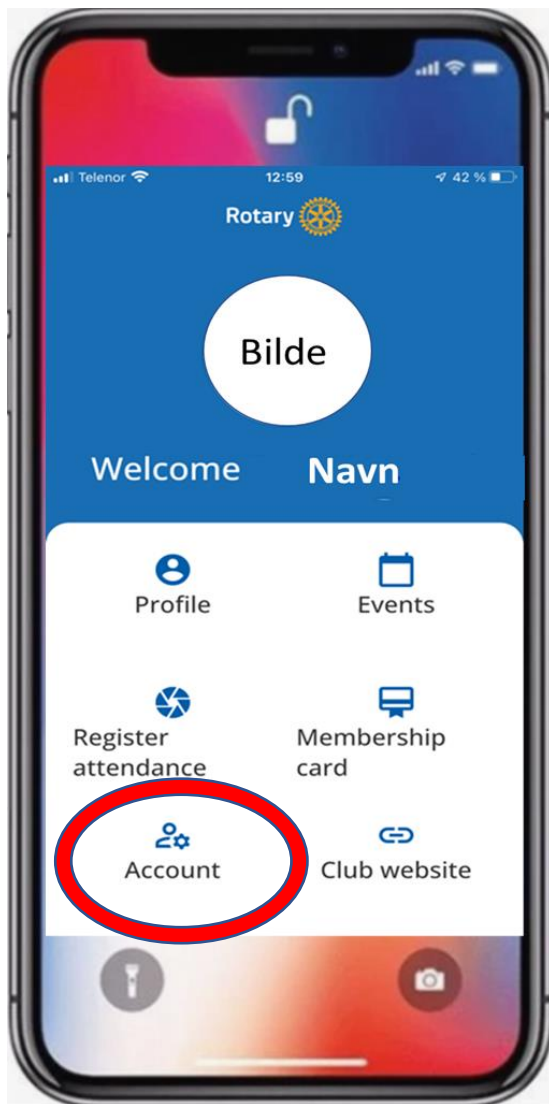 Telenor 12:59 42 %
Rotary
Bilde
Welcome Navn
Profile Events
Register attendance
Membership card
Account Club website